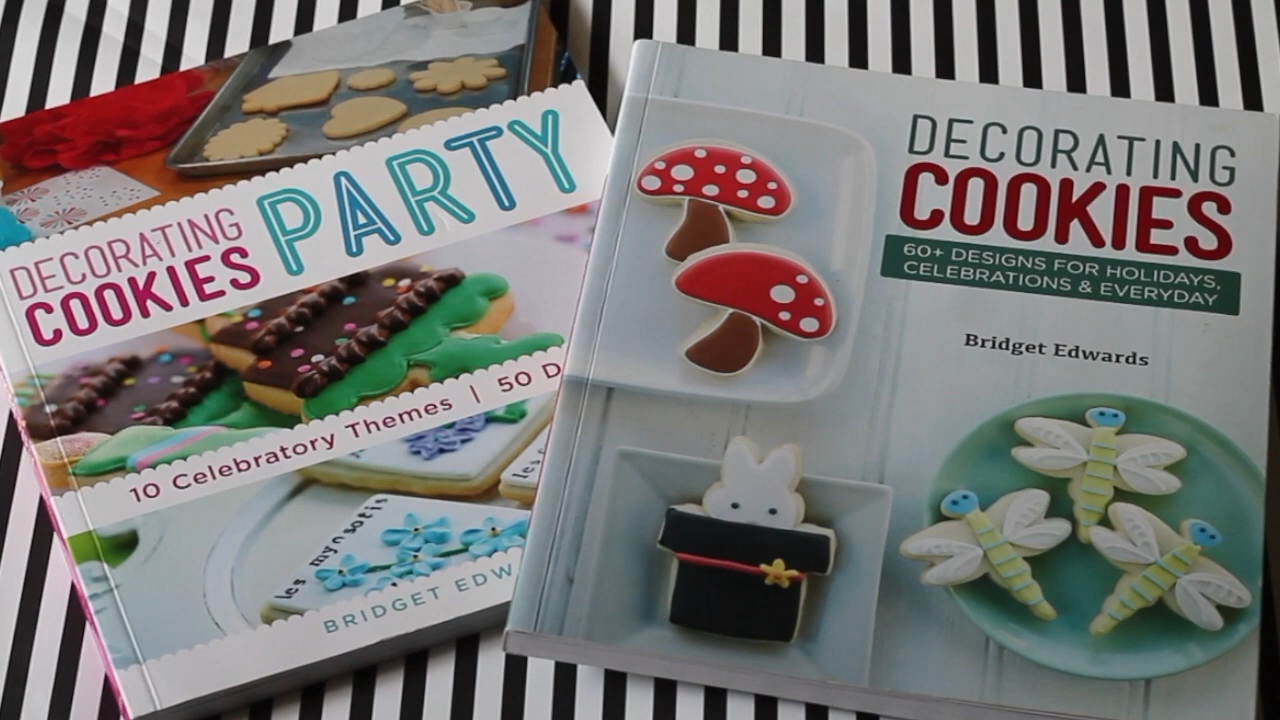 DECORATING
COOKIES
PARTY
10 Celebratory Themes | 50 D
les myosotis
les
BRIDGET EDW
DECORATING
COOKIES
60+ DESIGNS FOR HOLIDAYS,
CELEBRATIONS & EVERYDAY
Bridget Edwards